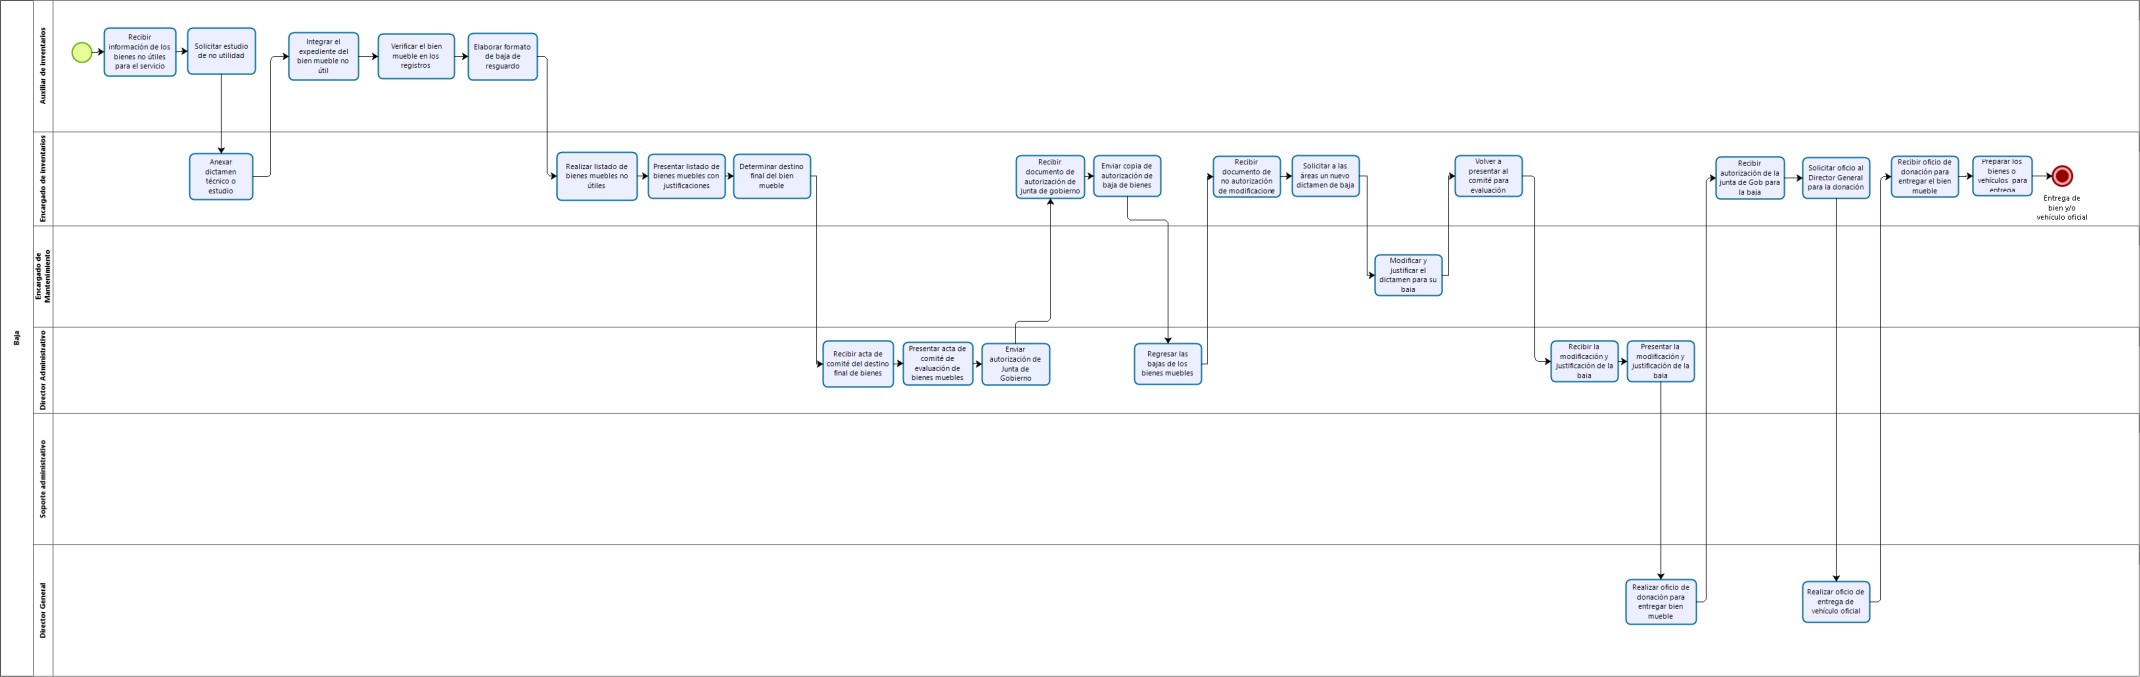 Baja
Auxiliar de Inventarios
Recibir
información de los
bienes no útiles
para el servicio
Solicitar estudio
de no utilidad
Integrar el
expediente del
bien mueble no
útil
Verificar el bien
mueble en los
registros
Elaborar formato
de baja de
resguardo
Encargado de Inventarios
Anexar
dictamen
técnico o
estudio
Realizar listado de
bienes muebles no
útiles
Presentar listado de
bienes muebles con
justificaciones
Determinar destino
final del bien
mueble
Recibir
documento de
autorización de
junta de gobierno
Enviar copia de
autorización de
baja de bienes
Recibir
documento de
no autorización
de modificacione
Solicitar a las
áreas un nuevo
dictamen de baja
Volver a
presentar al
comité para
evaluación
Recibir
autorización de la
Junta de Gob para
la baja
Solicitar oficio al
Director General
para la donación
Recibir oficio de
donación para
entregar el bien
mueble
Preparar los
bienes o
vehículos para
entrega
Entrega de
bien y/o
vehículo oficial
Encargado de
Mantenimiento
Modificar y
justificar el
dictamen para su
baja
Director Administrativo
Recibir acta de
comité del destino
final de bienes
Presentar acta de
comité de
evaluación de
bienes muebles
Enviar
autorización de
Junta de
Gobierno
Regresar las
bajas de los
bienes muebles
Recibir la
modificación y
justificación de la
baja
Presentar la
modificación y
justificación de la
baja
Soporte administrativo
Director General
Realizar oficio de
donación para
entregar bien
mueble
Realizar oficio de
entrega de
vehículo oficial